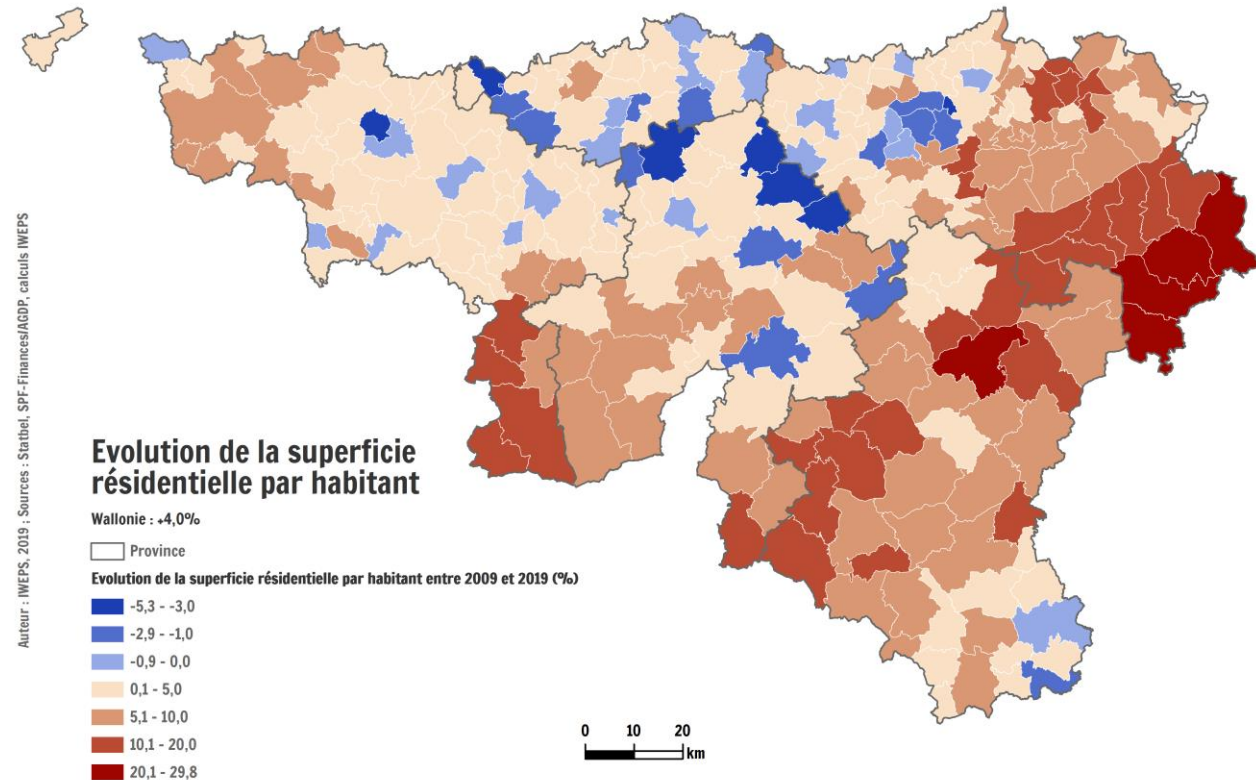 Evolution de la superficie
résidentielle par habitant
Wallonie : +4,0%
Province
Evolution de la superficie résidentielle par habitant entre 2009 et 2019 (%)
-5,3 - -3,0
-2,9 - -1,0
-0,9 - 0,0
0,1 - 5,0
5,1 - 10,0
10,1 - 20,0
20,1 - 29,8
0 10 20
km
Auteur : IWEPS, 2019 ; Sources : Statbel, SPF-Finances/AGDP, calculs IWEPS